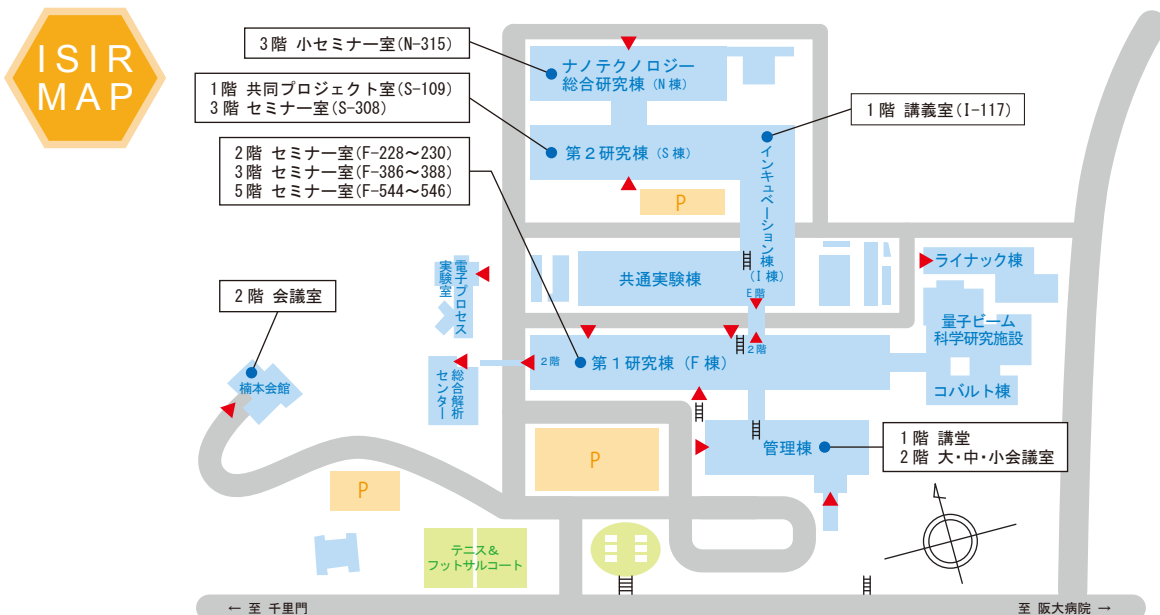 ISIR
MAP
3階 小セミナー室(N-315)
1階 共同プロジェクト室(S-109)
3階 セミナー室(S-308)
2階 セミナー室(F-228～230)
3階 セミナー室(F-386～388)
5階 セミナー室(F-544～546)
2階 会議室
1階 講義室(I-117)
1階 講堂
2階 大・中・小会議室
ナノテクノロジー
総合研究棟(N棟)
第2研究棟(S棟)
インキュベーション棟
(I棟)
P
共通実験棟
E階
ライナック棟
電子プロセス
実験室
量子ビーム
科学研究施設
2階
2階
第1研究棟(F棟)
コバルト棟
総合解析
センター
楠本会館
管理棟
P
P
テニス&
フットサルコート
← 至 千里門
至 阪大病院 →